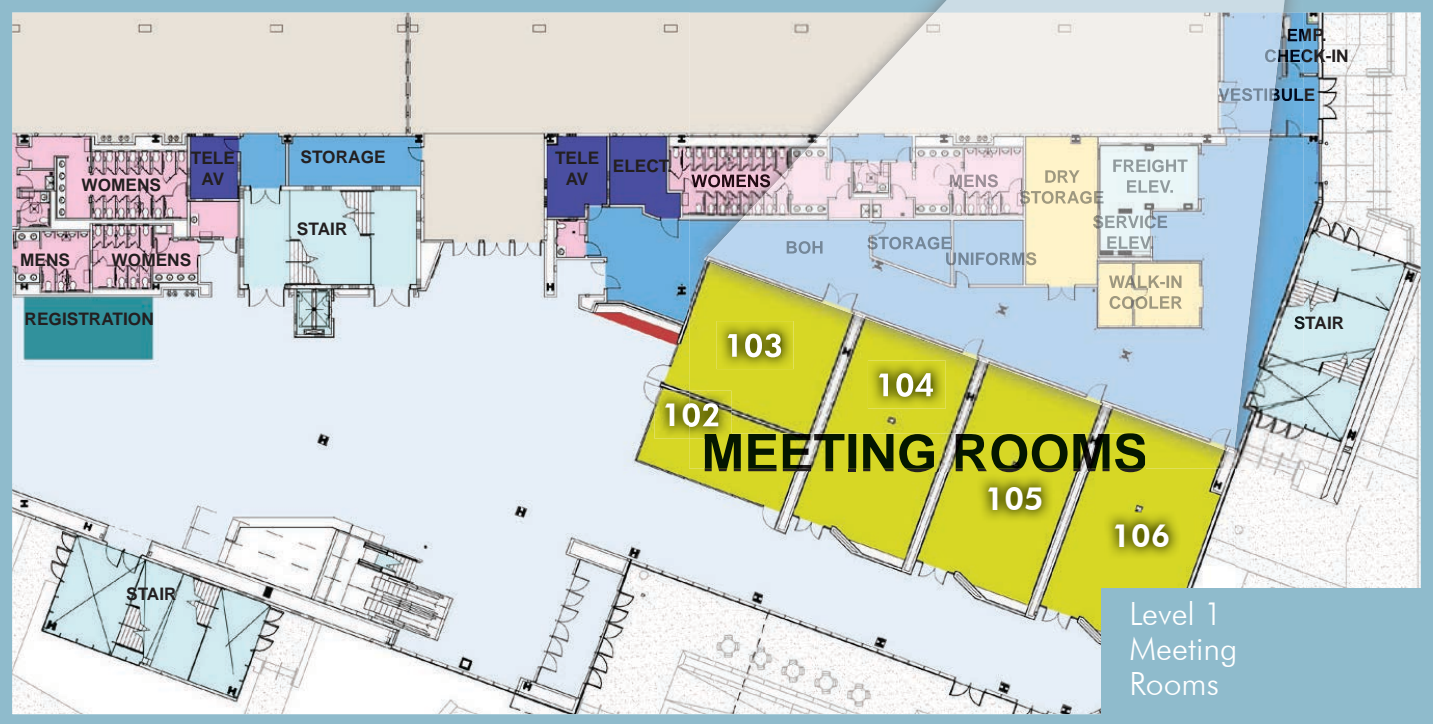 EMP.
CHECK-IN
VESTIBULE
TELE
AV
STORAGE
WOMENS
TELE
AV
ELECT.
WOMENS
MENS
DRY
STORAGE
FREIGHT
ELEV.
STAIR
SERVICE
ELEV.
MENS
WOMENS
BOH
STORAGE
UNIFORMS
WALK-IN
COOLER
REGISTRATION
STAIR
103
104
102
MEETING ROOMS
105
106
STAIR
Level 1
Meeting
Rooms